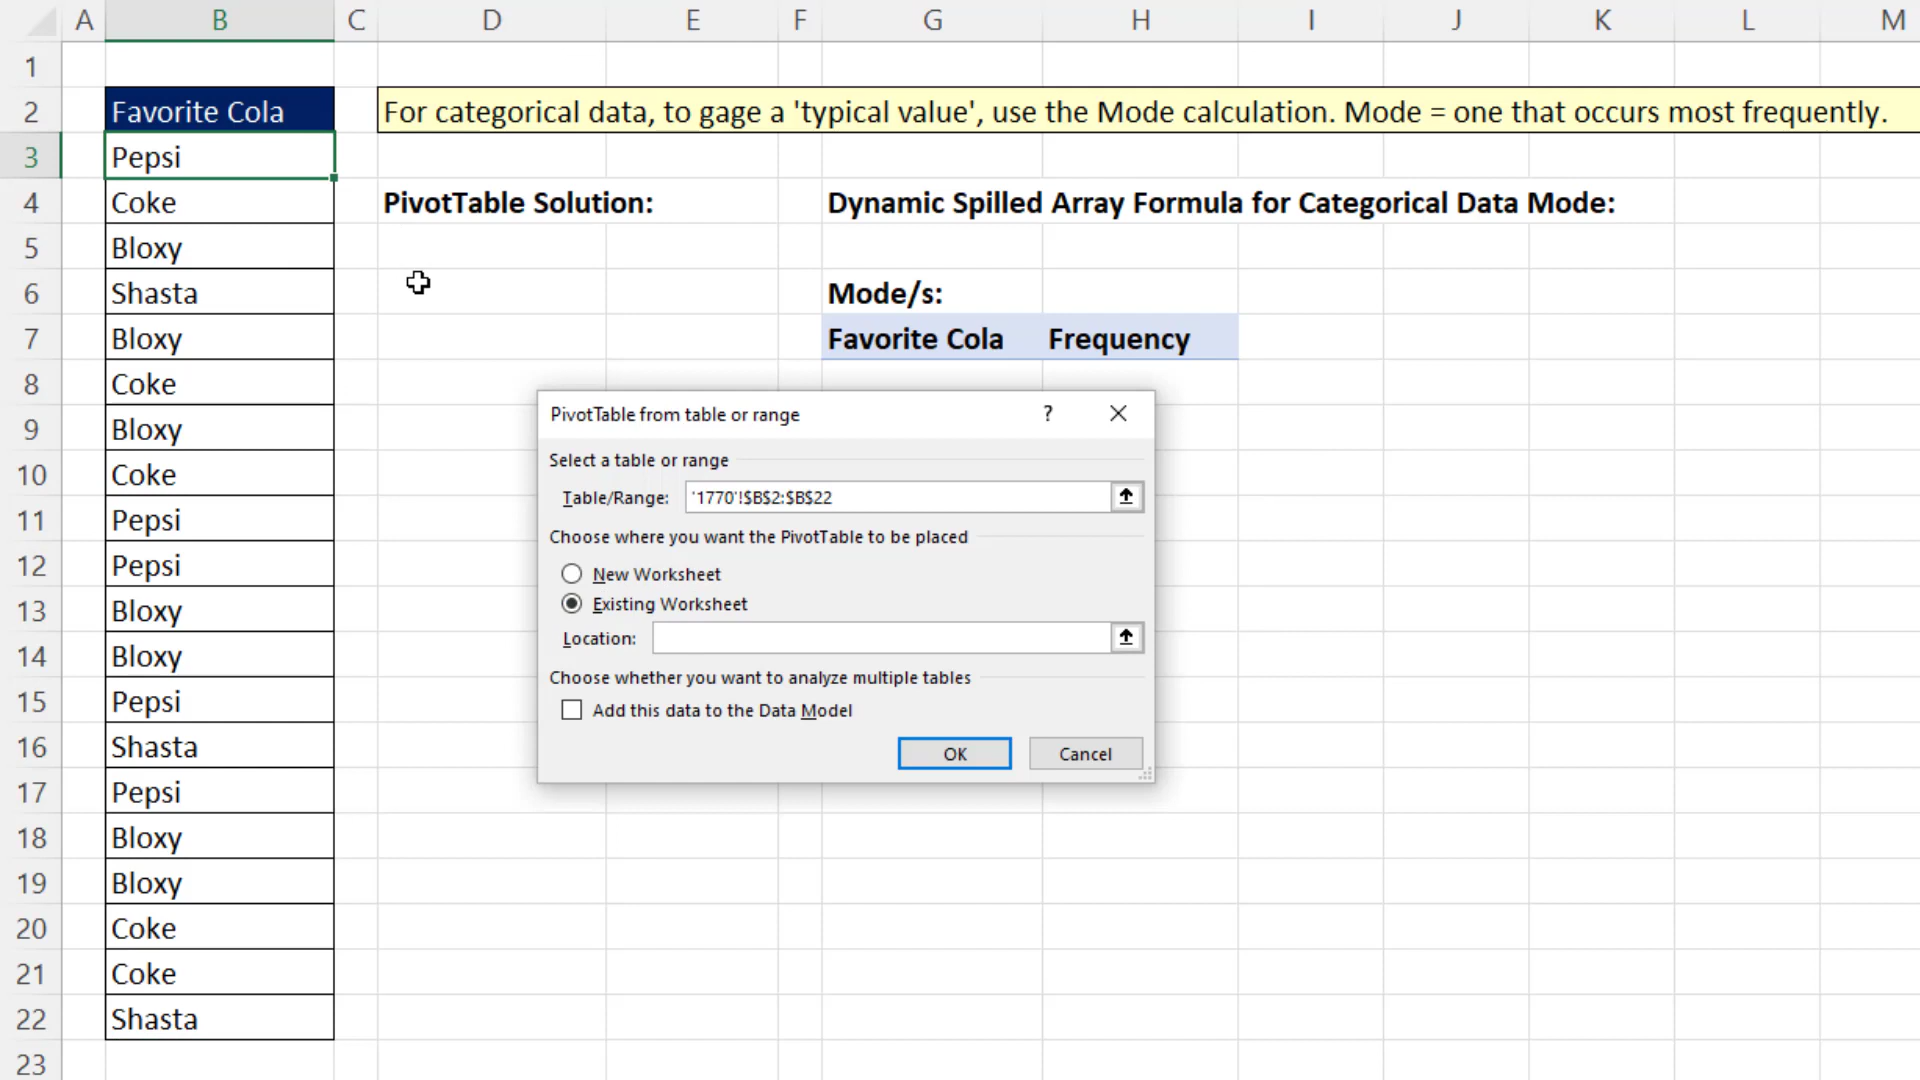 A B C D E F G H I J K L M
1
2 Favorite Cola For categorical data, to gage a 'typical value', use the Mode calculation. Mode = one that occurs most frequently.
3 Pepsi
4 Coke PivotTable Solution: Dynamic Spilled Array Formula for Categorical Data Mode:
5 Bloxy
6 Shasta Mode/s:
7 Bloxy Favorite Cola Frequency
8 Coke
9 Bloxy
10 Coke
11 Pepsi
12 Pepsi
13 Bloxy
14 Bloxy
15 Pepsi
16 Shasta
17 Pepsi
18 Bloxy
19 Bloxy
20 Coke
21 Coke
22 Shasta
23
PivotTable from table or range ?
Select a table or range
Table/Range: '1770'!$B$2:$B$22
Choose where you want the PivotTable to be placed
New Worksheet
Existing Worksheet
Location:
Choose whether you want to analyze multiple tables
Add this data to the Data Model
OK Cancel